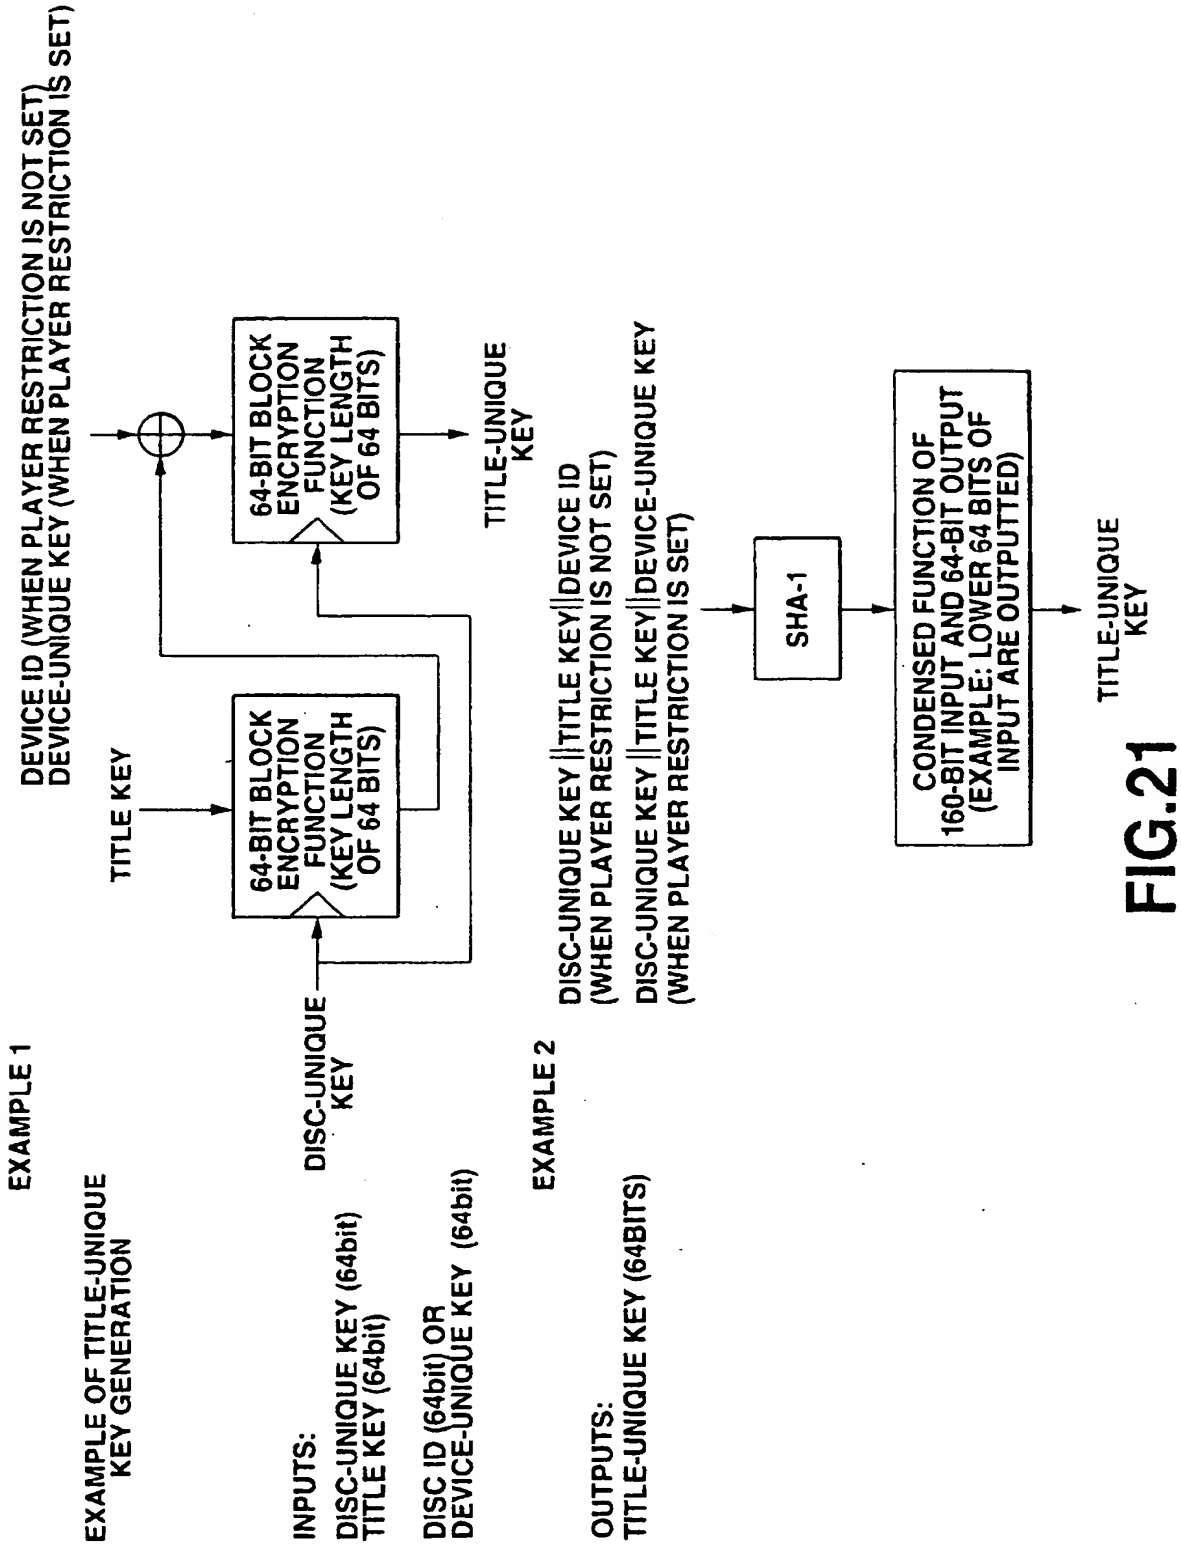 EXAMPLE OF TITLE-UNIQUE
KEY GENERATION
INPUTS:
DISC-UNIQUE KEY (64bit)
TITLE KEY (64bit)
DISC ID (64bit) OR
DEVICE-UNIQUE KEY (64bit)
OUTPUTS:
TITLE-UNIQUE KEY (64BITS)
EXAMPLE 1
DEVICE ID (WHEN PLAYER RESTRICTION IS NOT SET)
DEVICE-UNIQUE KEY (WHEN PLAYER RESTRICTION IS SET)
TITLE KEY
DISC-UNIQUE
KEY
64-BIT BLOCK
ENCRYPTION
FUNCTION
(KEY LENGTH
OF 64 BITS)
64-BIT BLOCK
ENCRYPTION
FUNCTION
(KEY LENGTH
OF 64 BITS)
TITLE-UNIQUE
KEY
EXAMPLE 2
DISC-UNIQUE KEY||TITLE KEY||DEVICE ID
(WHEN PLAYER RESTRICTION IS NOT SET)
DISC-UNIQUE KEY||TITLE KEY||DEVICE-UNIQUE KEY
(WHEN PLAYER RESTRICTION IS SET)
SHA-1
CONDENSED FUNCTION OF
160-BIT INPUT AND 64-BIT OUTPUT
(EXAMPLE: LOWER 64 BITS OF
INPUT ARE OUTPUTTED)
TITLE-UNIQUE
KEY
FIG.21